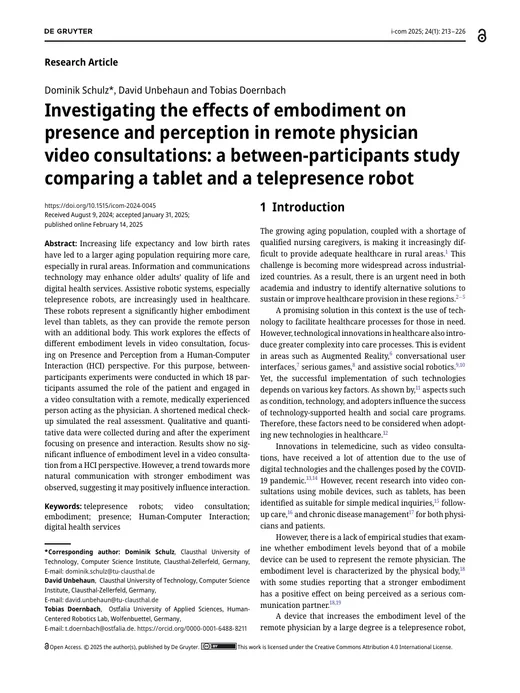 DE GRUYTER
i-com 2025; 24(1): 213–226
Research Article
Dominik Schulz*, David Unbehaun and Tobias Doernbach
Investigating the effects of embodiment on
presence and perception in remote physician
video consultations: a between-participants study
comparing a tablet and a telepresence robot
https://doi.org/10.1515/icom-2024-0045
Received August 9, 2024; accepted January 31, 2025;
published online February 14, 2025
Abstract: Increasing life expectancy and low birth rates
have led to a larger aging population requiring more care,
especially in rural areas. Information and communications
technology may enhance older adults' quality of life and
digital health services. Assistive robotic systems, especially
telepresence robots, are increasingly used in healthcare.
These robots represent a significantly higher embodiment
level than tablets, as they can provide the remote person
with an additional body. This work explores the effects of
different embodiment levels in video consultation, focus-
ing on Presence and Perception from a Human-Computer
Interaction (HCI) perspective. For this purpose, between-
participants experiments were conducted in which 18 par-
ticipants assumed the role of the patient and engaged in
a video consultation with a remote, medically experienced
person acting as the physician. A shortened medical check-
up simulated the real assessment. Qualitative and quanti-
tative data were collected during and after the experiment
focusing on presence and interaction. Results show no sig-
nificant influence of embodiment level in a video consulta-
tion from a HCI perspective. However, a trend towards more
natural communication with stronger embodiment was
observed, suggesting it may positively influence interaction.
Keywords: telepresence robots; video consultation;
embodiment; presence; Human-Computer Interaction;
digital health services
*Corresponding author: Dominik Schulz, Clausthal University of
Technology, Computer Science Institute, Clausthal-Zellerfeld, Germany,
E-mail: dominik.schulz@tu-clausthal.de
David Unbehaun, Clausthal University of Technology, Computer Science
Institute, Clausthal-Zellerfeld, Germany,
E-mail: david.unbehaun@tu-clausthal.de
Tobias Doernbach, Ostfalia University of Applied Sciences, Human-
Centered Robotics Lab, Wolfenbuettel, Germany,
E-mail: t.doernbach@ostfalia.de. https://orcid.org/0000-0001-6488-8211
1 Introduction
The growing aging population, coupled with a shortage of
qualified nursing caregivers, is making it increasingly dif-
ficult to provide adequate healthcare in rural areas.1 This
challenge is becoming more widespread across industrial-
ized countries. As a result, there is an urgent need in both
academia and industry to identify alternative solutions to
sustain or improve healthcare provision in these regions.2–5
A promising solution in this context is the use of tech-
nology to facilitate healthcare processes for those in need.
However, technological innovations in healthcare also intro-
duce greater complexity into care processes. This is evident
in areas such as Augmented Reality,6 conversational user
interfaces,7 serious games,8 and assistive social robotics.9,10
Yet, the successful implementation of such technologies
depends on various key factors. As shown by,11 aspects such
as condition, technology, and adopters influence the success
of technology-supported health and social care programs.
Therefore, these factors need to be considered when adopt-
ing new technologies in healthcare.12
Innovations in telemedicine, such as video consulta-
tions, have received a lot of attention due to the use of
digital technologies and the challenges posed by the COVID-
19 pandemic.13,14 However, recent research into video con-
sultations using mobile devices, such as tablets, has been
identified as suitable for simple medical inquiries,15 follow-
up care,16 and chronic disease management17 for both physi-
cians and patients.
However, there is a lack of empirical studies that exam-
ine whether embodiment levels beyond that of a mobile
device can be used to represent the remote physician. The
embodiment level is characterized by the physical body,18
with some studies reporting that a stronger embodiment
has a positive effect on being perceived as a serious com-
munication partner.18,19
A device that increases the embodiment level of the
remote physician by a large degree is a telepresence robot,
Open Access. © 2025 the author(s), published by De Gruyter. CC BY This work is licensed under the Creative Commons Attribution 4.0 International License.